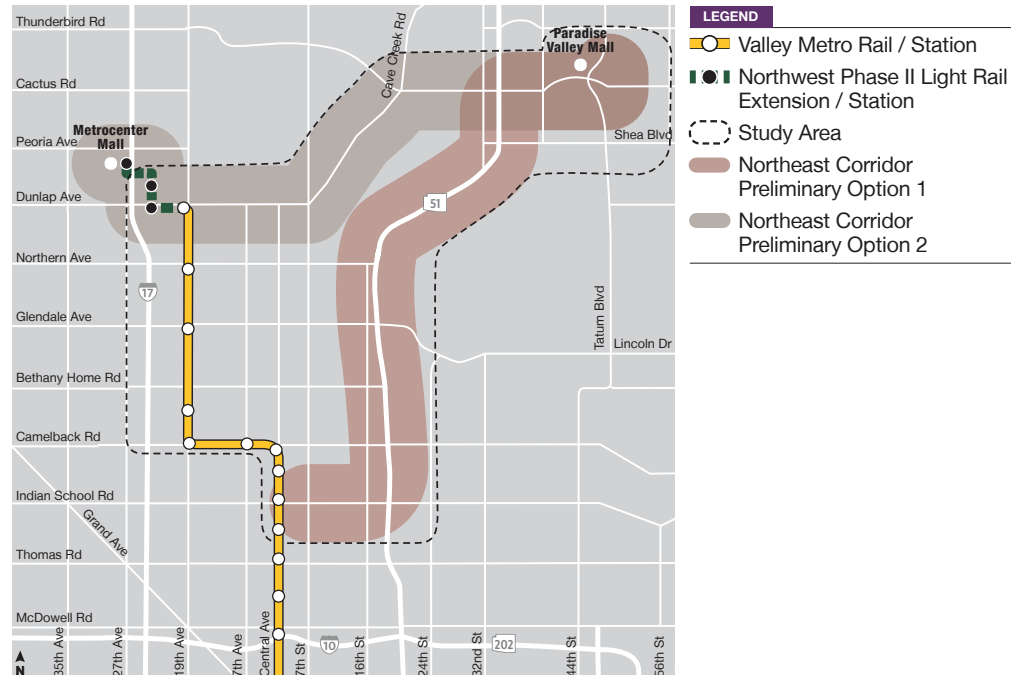 Thunderbird Rd
Cactus Rd
Peoria Ave
Dunlap Ave
Northern Ave
Glendale Ave
Bethany Home Rd
Camelback Rd
Indian School Rd
Grand Ave
Thomas Rd
McDowell Rd
Metrocenter
Mall
Cave Creek Rd
Paradise
Valley Mall
Shea Blvd
51
17
Tatum Blvd
Lincoln Dr
10
202
35th Ave
27th Ave
19th Ave
7th Ave
Central Ave
7th St
16th St
24th St
32nd St
44th St
56th St
N
LEGEND
Valley Metro Rail / Station
Northwest Phase II Light Rail
Extension / Station
Study Area
Northeast Corridor
Preliminary Option 1
Northeast Corridor
Preliminary Option 2